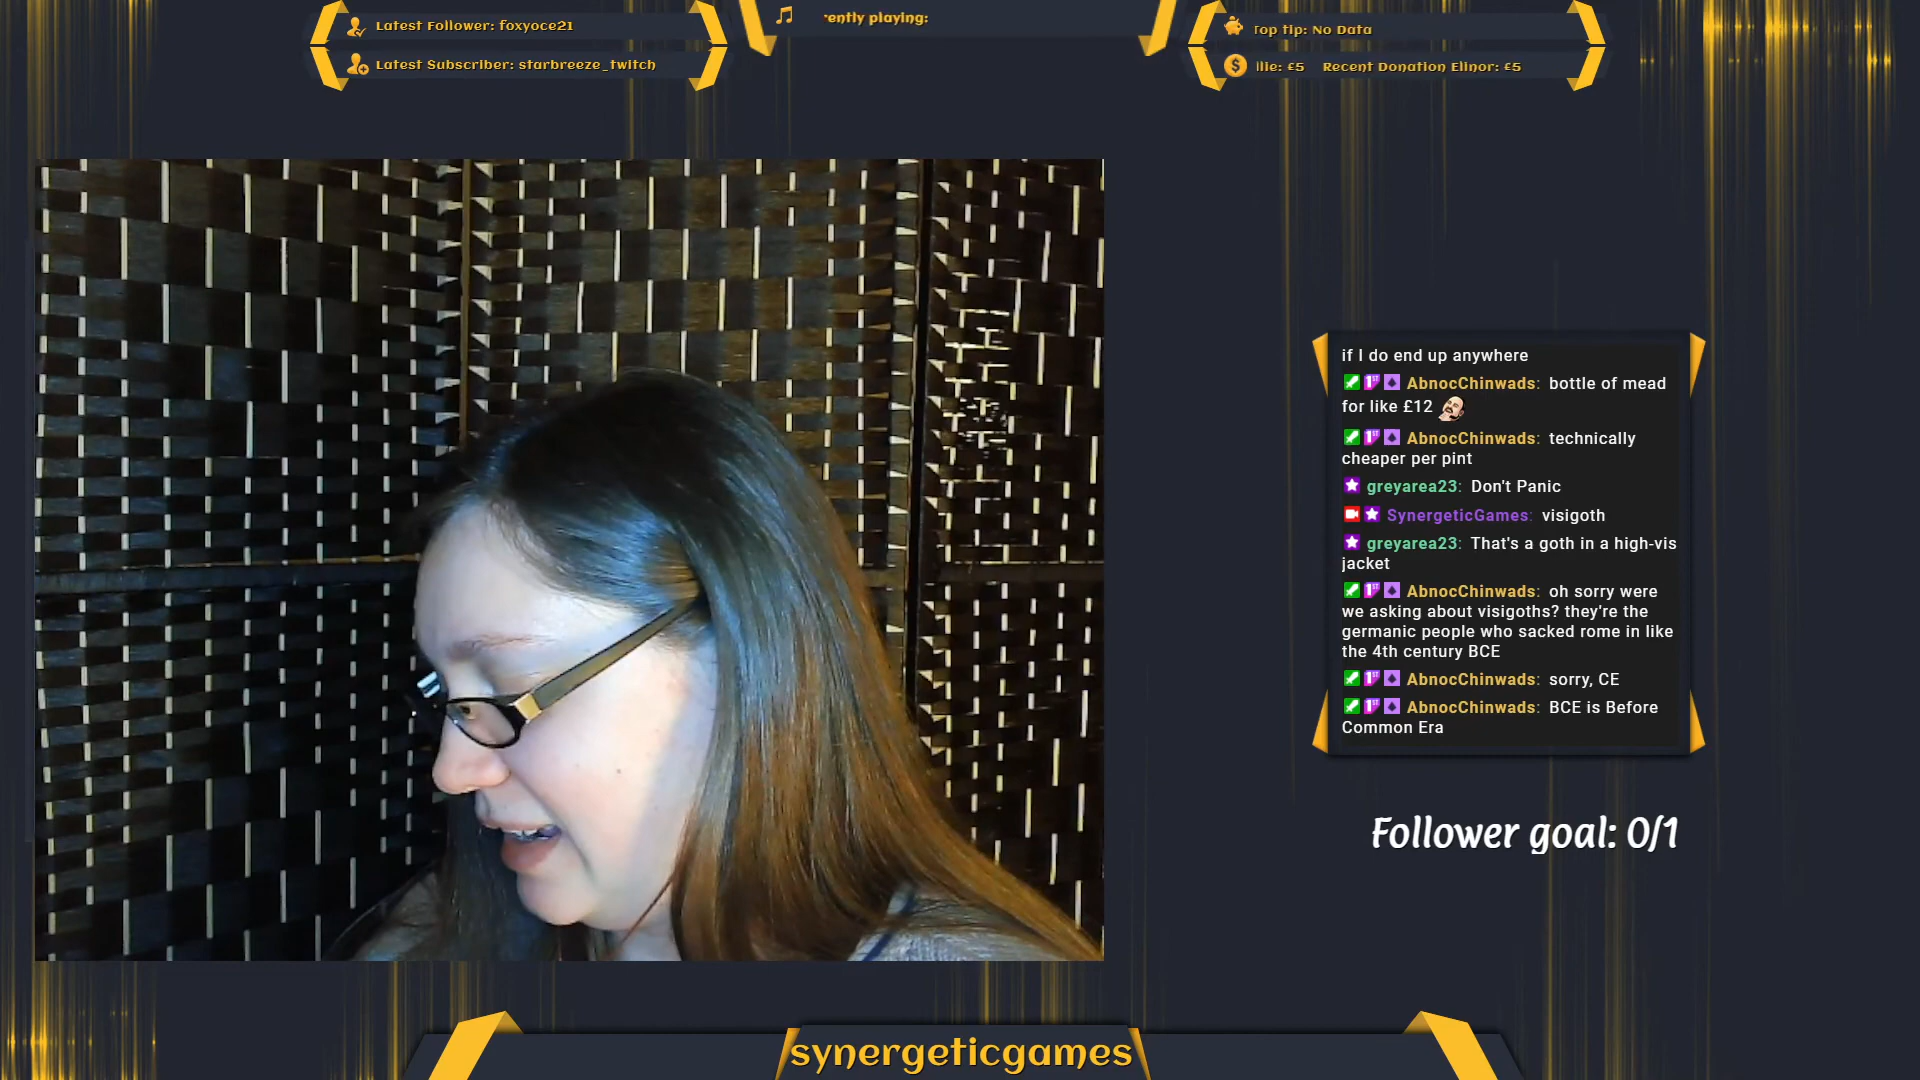 Latest Follower: foxyoce21
Latest Subscriber: starbreeze_twitch
rently playing:
Top tip: No Data
llie: £5 Recent Donation Elinor: £5
if I do end up anywhere
AbnocChinwads: bottle of mead
for like £12
AbnocChinwads: technically
cheaper per pint
greyarea23: Don't Panic
SynergeticGames: visigoth
greyarea23: That's a goth in a high-vis
jacket
AbnocChinwads: oh sorry were
we asking about visigoths? they're the
germanic people who sacked rome in like
the 4th century BCE
AbnocChinwads: sorry, CE
AbnocChinwads: BCE is Before
Common Era
Follower goal: 0/1
synergeticgames